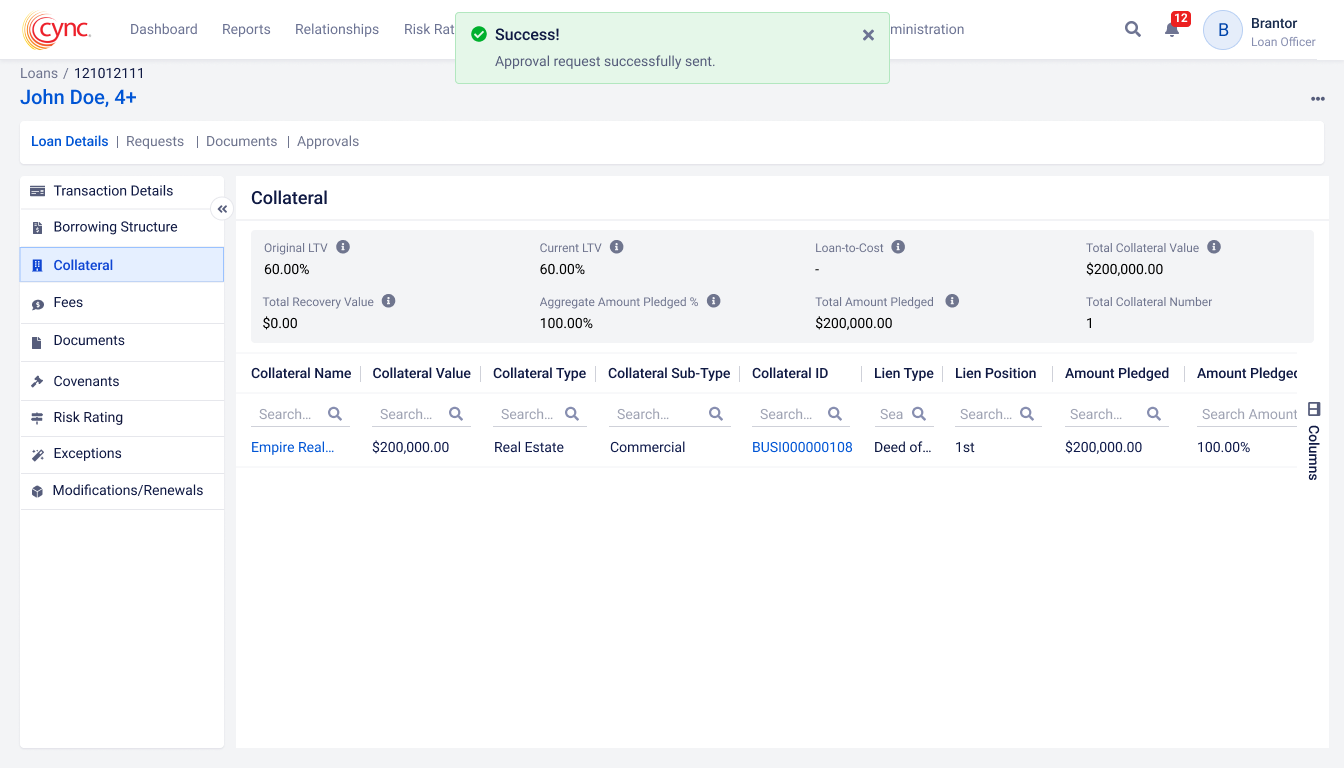 cync
Dashboard Reports Relationships Risk Rat ministration 12 B Brantor
Loan Officer
Success!
Approval request successfully sent.
Loans / 121012111
John Doe, 4+
Loan Details | Requests | Documents | Approvals
Transaction Details
Borrowing Structure
Collateral
Fees
Documents
Covenants
Risk Rating
Exceptions
Modifications/Renewals
Collateral
Original LTV Current LTV Loan-to-Cost Total Collateral Value
60.00% 60.00% - $200,000.00
Total Recovery Value Aggregate Amount Pledged % Total Amount Pledged Total Collateral Number
$0.00 100.00% $200,000.00 1
Collateral Name Collateral Value Collateral Type Collateral Sub-Type Collateral ID Lien Type Lien Position Amount Pledged Amount Pledged
Search... Search... Search... Search... Search... Sea Search... Search... Search Amount
Empire Real... $200,000.00 Real Estate Commercial BUSI000000108 Deed of... 1st $200,000.00 100.00%
Columns